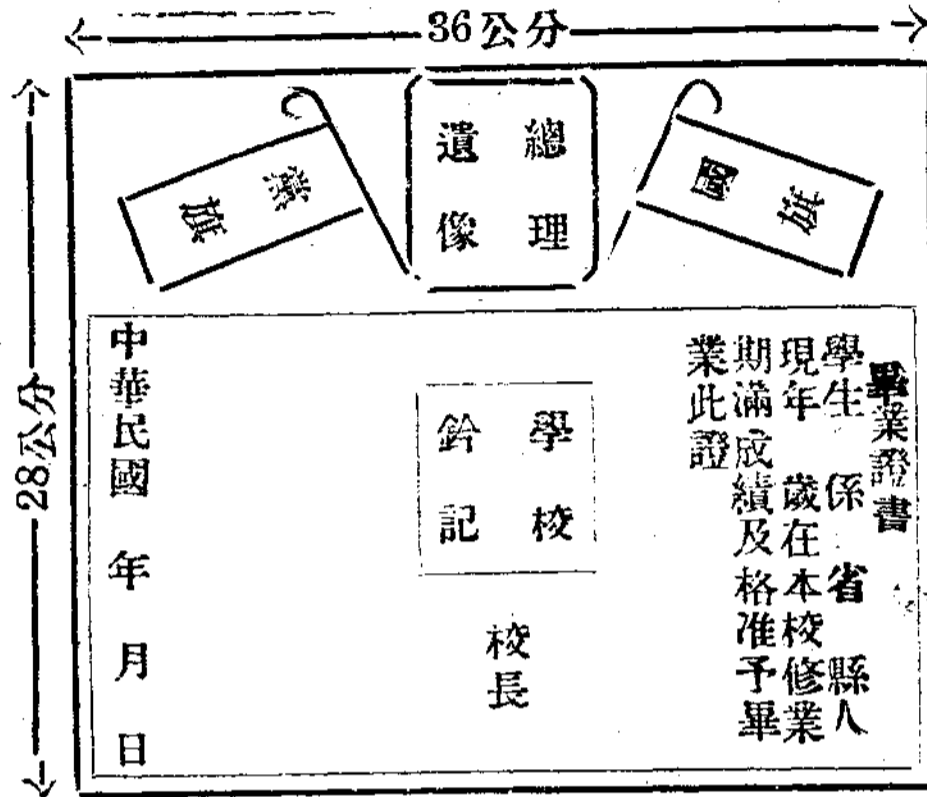 36公分
28公分
國旗
總理
遺像
黨旗
畢業證書
學生　係　省　縣人
現年　歲在本校修業
期滿成績及格准予畢
業此證
學校
鈐記
校長
中華民國　年　月　日